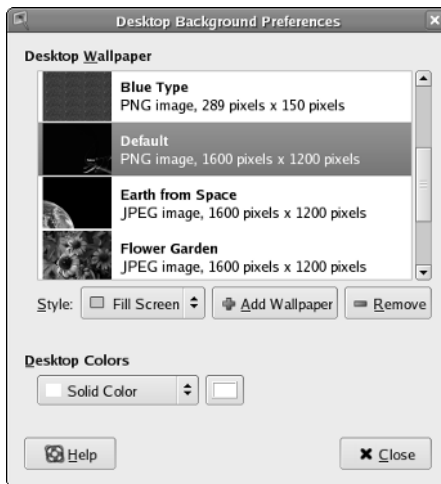 Desktop Background Preferences
Desktop Wallpaper
Blue Type
PNG image, 289 pixels x 150 pixels
Default
PNG image, 1600 pixels x 1200 pixels
Earth from Space
JPEG image, 1600 pixels x 1200 pixels
Flower Garden
JPEG image, 1600 pixels x 1200 pixels
Style: Fill Screen Add Wallpaper Remove
Desktop Colors
Solid Color
Help Close